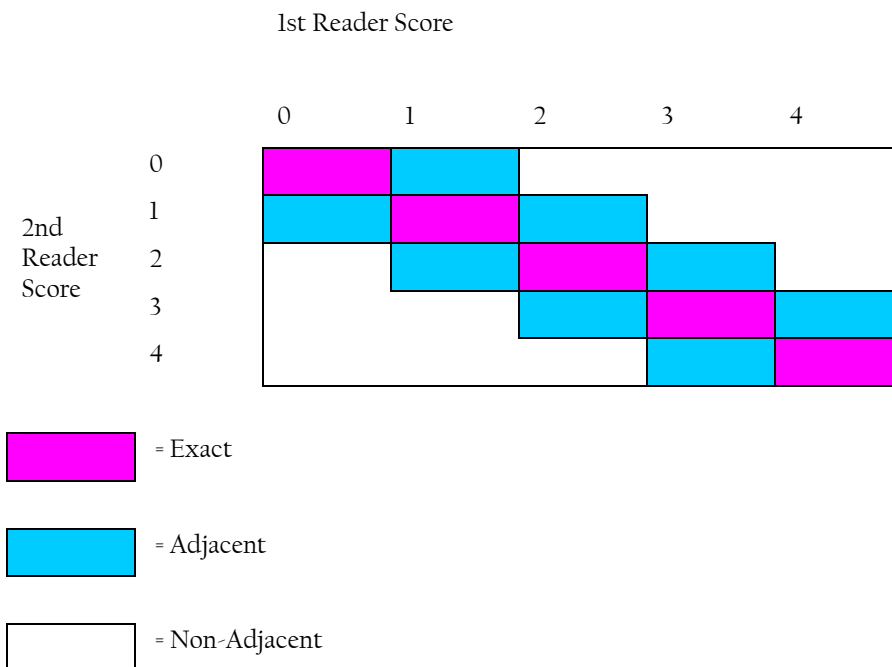 1st Reader Score
0 1 2 3 4
0
1
2nd
Reader
Score
2
3
4
= Exact
= Adjacent
= Non-Adjacent